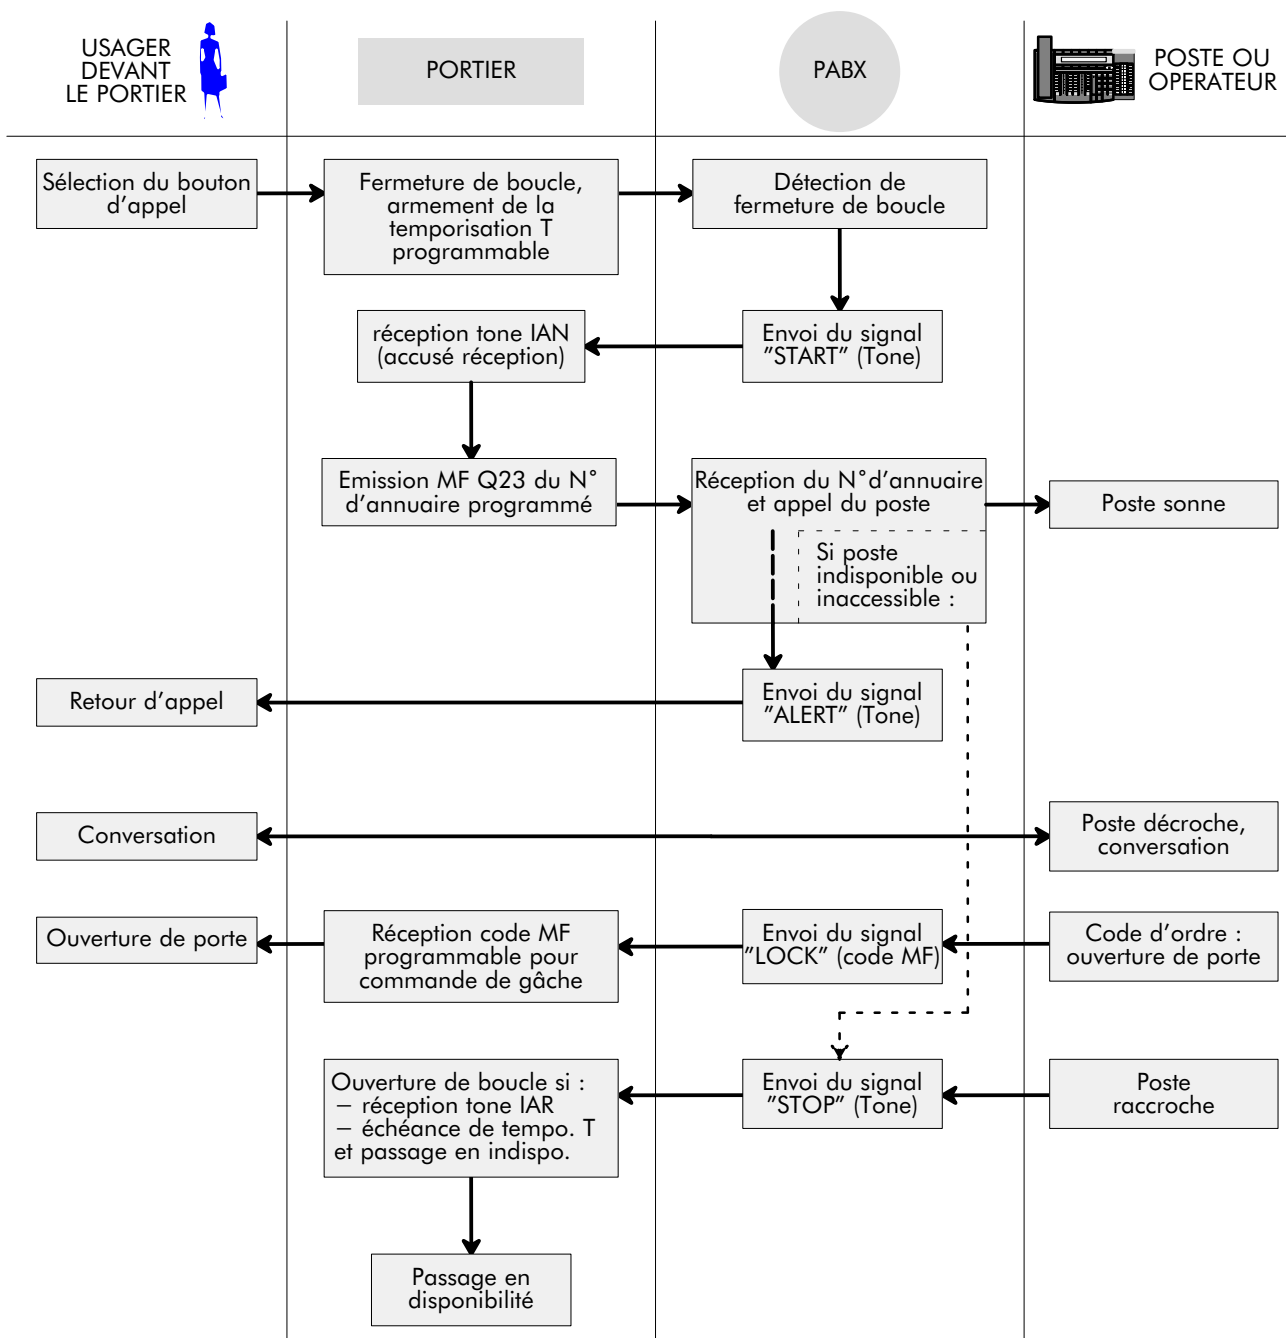 USAGER
DEVANT
LE PORTIER
PORTIER
PABX
POSTE OU
OPERATEUR
Sélection du bouton
d'appel
Fermeture de boucle,
armement de la
temporisation T
programmable
Détection de
fermeture de boucle
réception tone IAN
(accusé réception)
Envoi du signal
"START" (Tone)
Emission MF Q23 du N°
d'annuaire programmé
Réception du N°d'annuaire
et appel du poste
Si poste
indisponible ou
inaccessible :
Poste sonne
Retour d'appel
Envoi du signal
"ALERT" (Tone)
Conversation
Poste décroche,
conversation
Ouverture de porte
Réception code MF
programmable pour
commande de gâche
Envoi du signal
"LOCK" (code MF)
Code d'ordre :
ouverture de porte
Ouverture de boucle si :
– réception tone IAR
– échéance de tempo. T
et passage en indispo.
Envoi du signal
"STOP" (Tone)
Poste
raccroche
Passage en
disponibilité